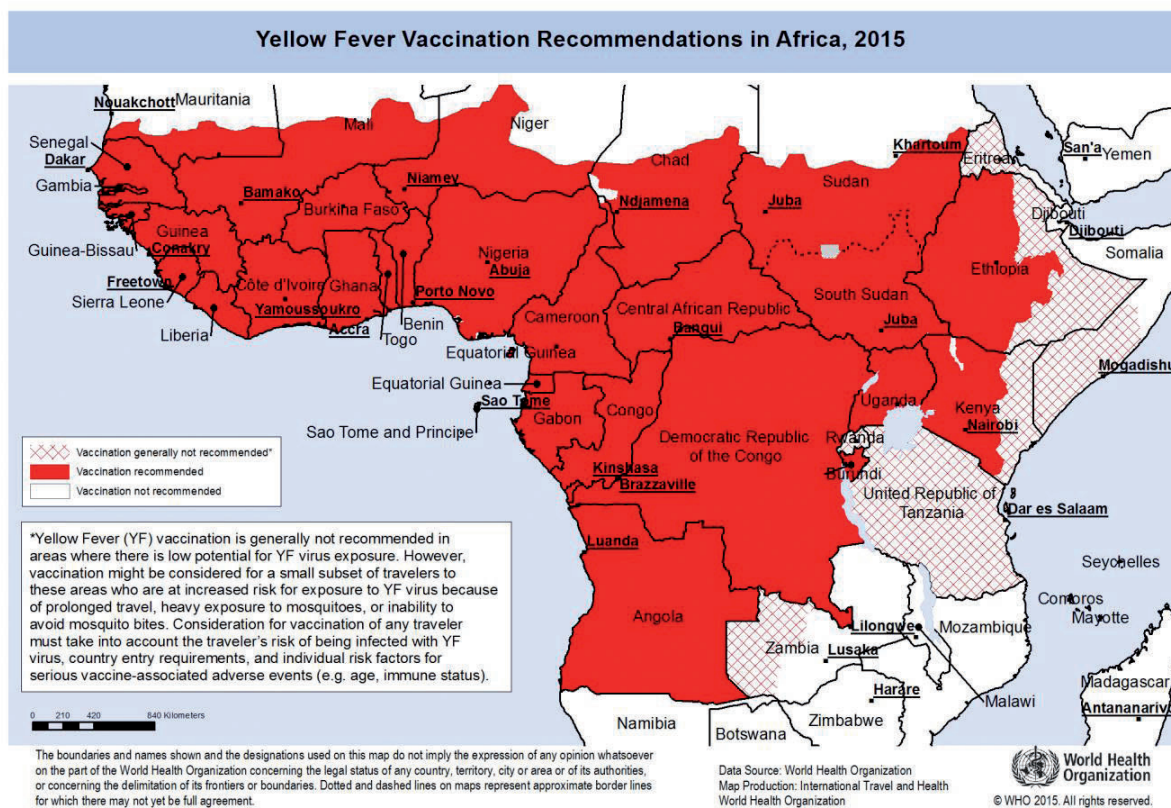 Yellow Fever Vaccination Recommendations in Africa, 2015
Nouakchott
Mauritania
Mali
Niger
Chad
Khartoum
Eritrea
San'a
Yemen
Senegal
Dakar
Gambia
Bamako
Niamey
Burkina Faso
Ndjamena
Sudan
Juba
Djibouti
Djibouti
Somalia
Guinea-Bissau
Guinea
Conakry
Nigeria
Abuja
Ethiopia
Freetown
Sierra Leone
Côte d'Ivoire
Ghana
Yamoussoukro
Accra
Porto Novo
Liberia
Togo
Benin
Cameroon
Central African Republic
Bangui
South Sudan
Juba
Equatorial Guinea
Equatorial Guinea
Sao Tome
Sao Tome and Principe
Gabon
Congo
Uganda
Kenya
Nairobi
Mogadishu
Democratic Republic
of the Congo
Rwanda
Burundi
Kinshasa
Brazzaville
United Republic of
Tanzania
Dar es Salaam
Seychelles
Comoros
Mayotte
Luanda
Angola
Zambia
Lilongwe
Lusaka
Mozambique
Malawi
Harare
Zimbabwe
Namibia
Botswana
Madagascar
Antananarivo
Vaccination generally not recommended*
Vaccination recommended
Vaccination not recommended
*Yellow Fever (YF) vaccination is generally not recommended in
areas where there is low potential for YF virus exposure. However,
vaccination might be considered for a small subset of travelers to
these areas who are at increased risk for exposure to YF virus because
of prolonged travel, heavy exposure to mosquitoes, or inability to
avoid mosquito bites. Consideration for vaccination of any traveler
must take into account the traveler's risk of being infected with YF
virus, country entry requirements, and individual risk factors for
serious vaccine-associated adverse events (e.g. age, immune status).
0 210 420 840 Kilometers
The boundaries and names shown and the designations used on this map do not imply the expression of any opinion whatsoever
on the part of the World Health Organization concerning the legal status of any country, territory, city or area or of its authorities,
or concerning the delimitation of its frontiers or boundaries. Dotted and dashed lines on maps represent approximate border lines
for which there may not yet be full agreement.
Data Source: World Health Organization
Map Production: International Travel and Health
World Health Organization
World Health
Organization
© WHO 2015. All rights reserved.